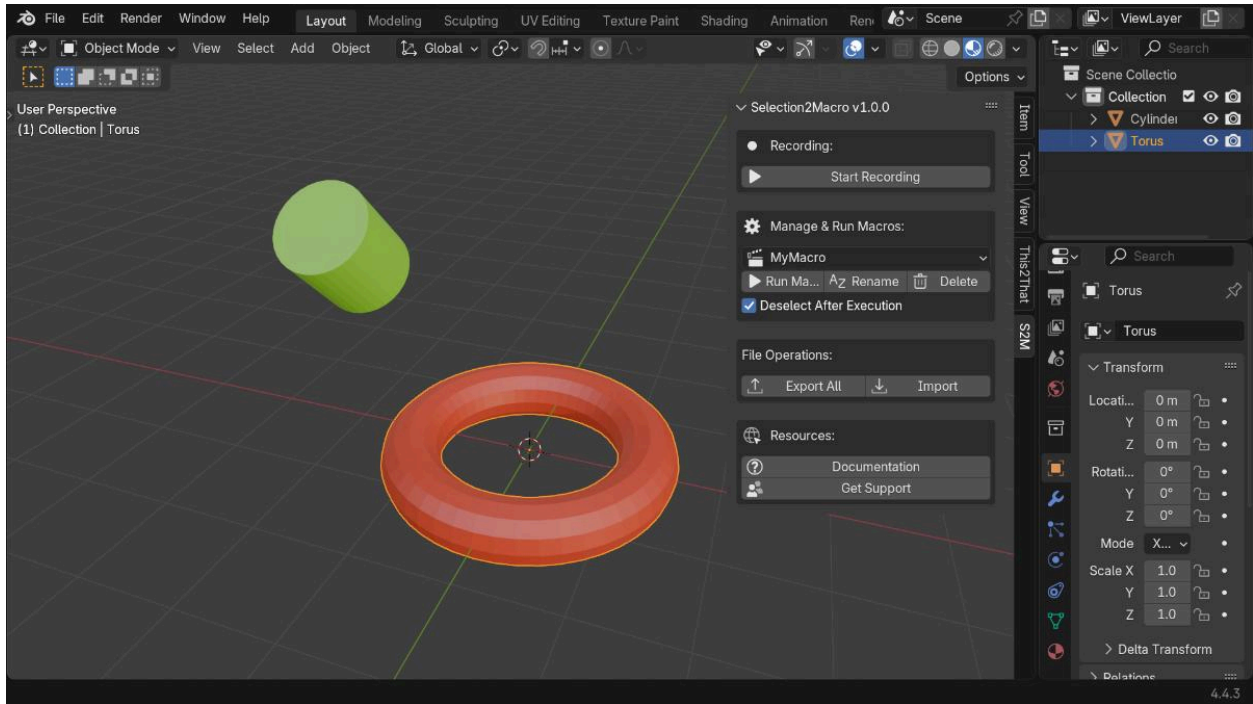 File Edit Render Window Help Layout Modeling Sculpting UV Editing Texture Paint Shading Animation Ren Scene ViewLayer
Object Mode View Select Add Object Global Search
Options
User Perspective
(1) Collection | Torus
Selection2Macro v1.0.0
Recording:
Start Recording
Manage & Run Macros:
MyMacro
Run Ma... AZ Rename Delete
Deselect After Execution
File Operations:
Export All Import
Resources:
Documentation
Get Support
Item
Tool
View
This2That
S2M
Scene Collectio
Collection
Cylinder
Torus
Search
Torus
Torus
Transform
Locati... 0 m
Y 0 m
Z 0 m
Rotati... 0°
Y 0°
Z 0°
Mode X...
Scale X 1.0
Y 1.0
Z 1.0
Delta Transform
Relations
4.4.3